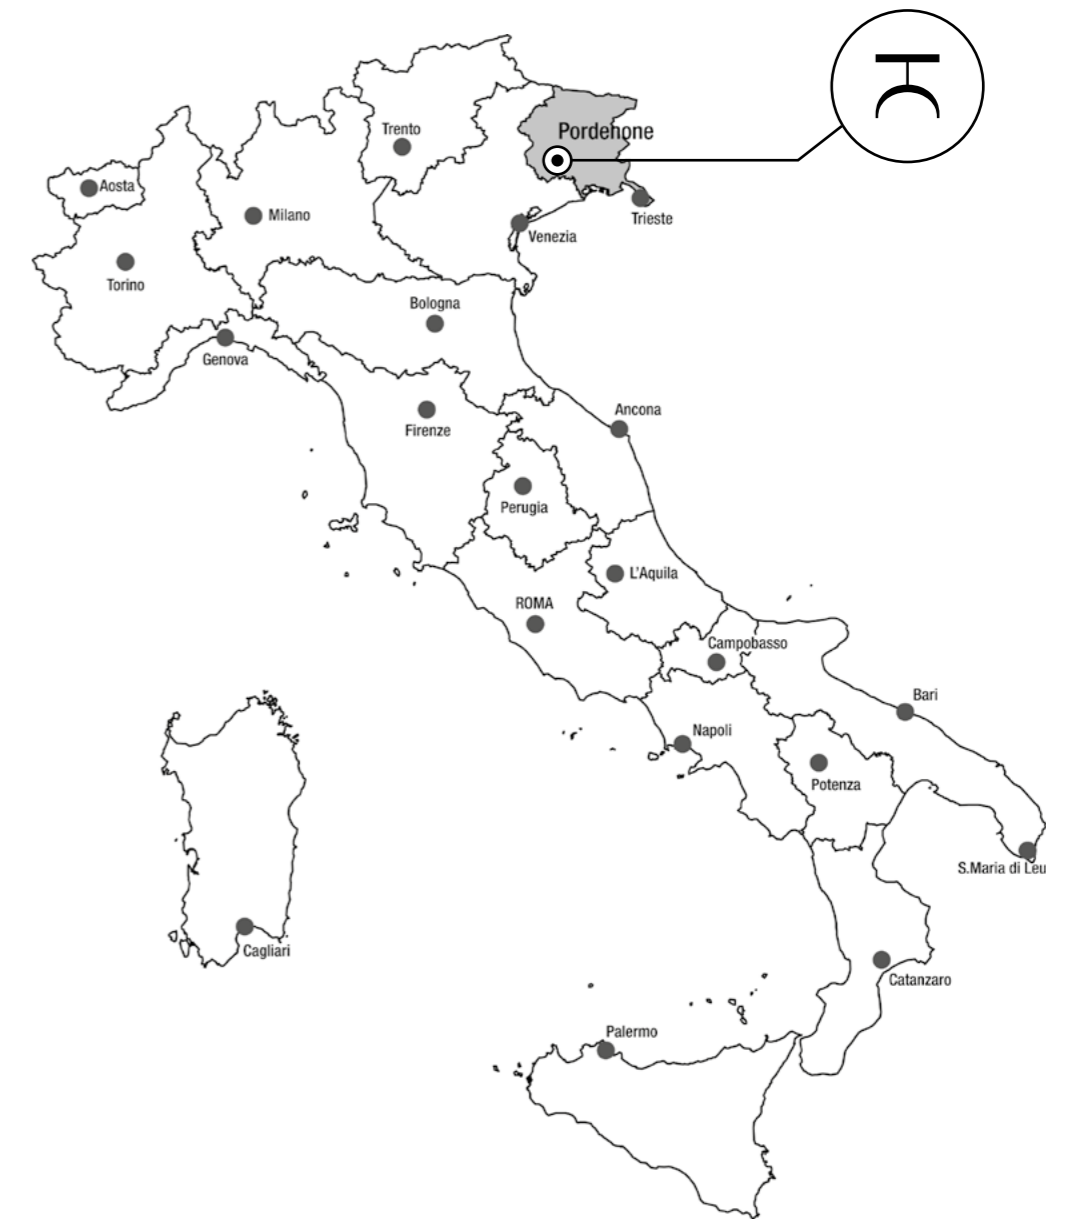 Pordehone
Trento
Aosta
Milano
Trieste
Venezia
Torino
Bologna
Genova
Ancona
Firenze
Perugia
L'Aquila
ROMA
Campobasso
Bari
Napoli
Potenza
S.Maria di Leu
Cagliari
Catanzaro
Palermo